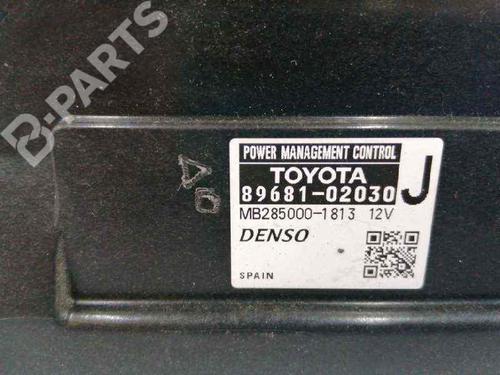 B-PARTS
POWER MANAGEMENT CONTROL
TOYOTA
89681-02030 J
MB285000-1813 12V
DENSO
SPAIN